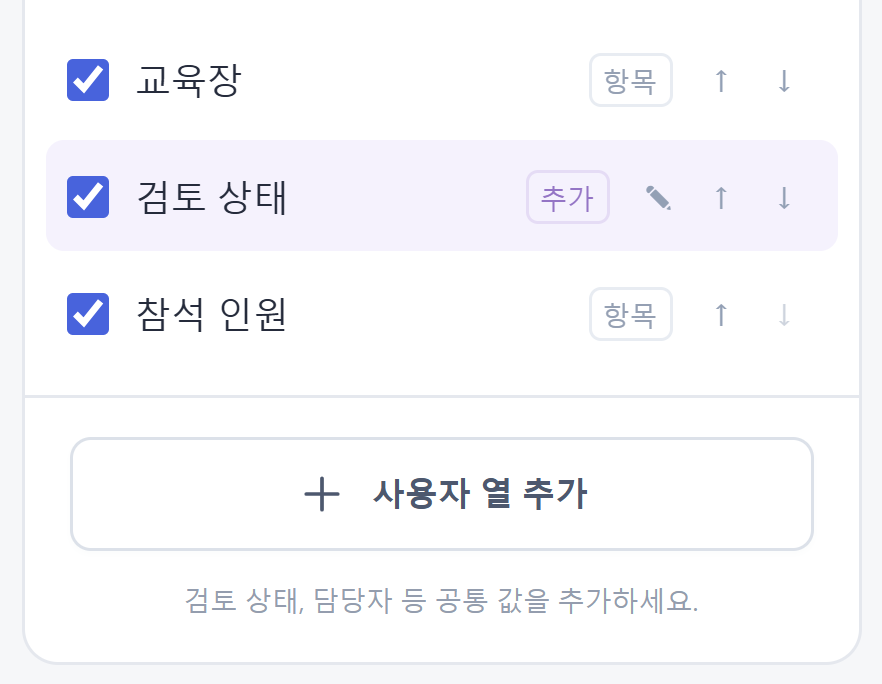 교육장 항목 ↑ ↓
검토 상태 추가 ↑ ↓
참석 인원 항목 ↑ ↓
+ 사용자 열 추가
검토 상태, 담당자 등 공통 값을 추가하세요.